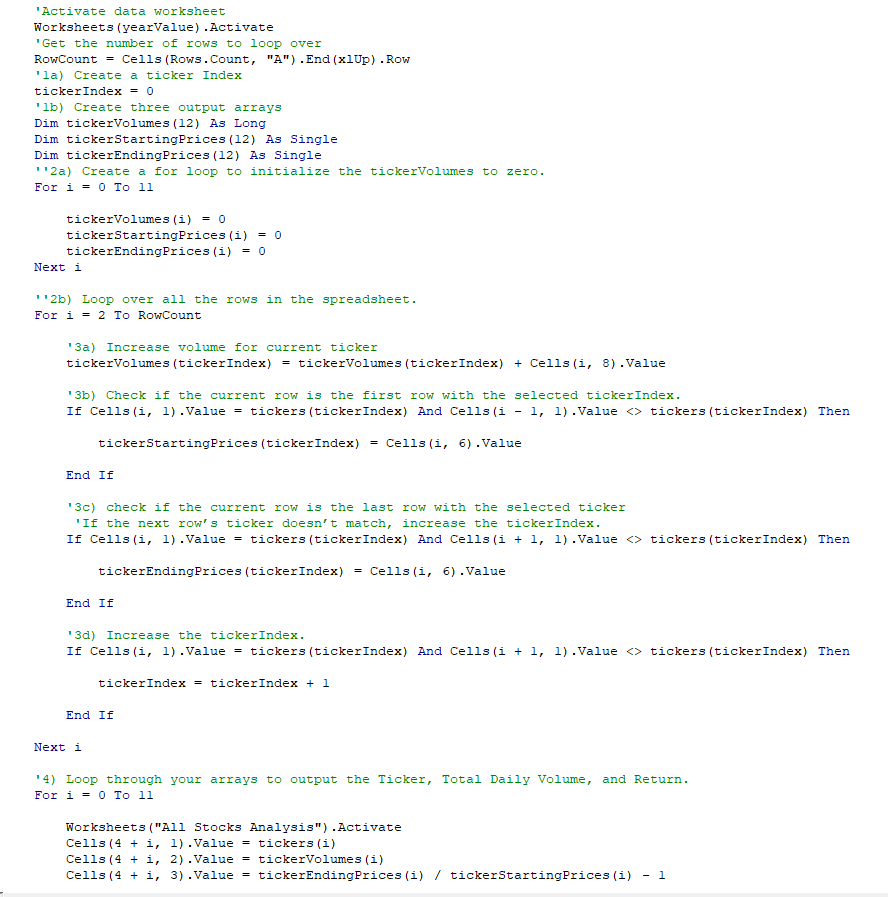 'Activate data worksheet
Worksheets(yearValue).Activate
'Get the number of rows to loop over
RowCount = Cells(Rows.Count, "A").End(xlUp).Row
'1a) Create a ticker Index
tickerIndex = 0
'1b) Create three output arrays
Dim tickerVolumes(12) As Long
Dim tickerStartingPrices(12) As Single
Dim tickerEndingPrices(12) As Single
''2a) Create a for loop to initialize the tickerVolumes to zero.
For i = 0 To 11
tickerVolumes(i) = 0
tickerStartingPrices(i) = 0
tickerEndingPrices(i) = 0
Next i
''2b) Loop over all the rows in the spreadsheet.
For i = 2 To RowCount
'3a) Increase volume for current ticker
tickerVolumes(tickerIndex) = tickerVolumes(tickerIndex) + Cells(i, 8).Value
'3b) Check if the current row is the first row with the selected tickerIndex.
If Cells(i, 1).Value = tickers(tickerIndex) And Cells(i - 1, 1).Value <> tickers(tickerIndex) Then
tickerStartingPrices(tickerIndex) = Cells(i, 6).Value
End If
'3c) check if the current row is the last row with the selected ticker
'If the next row's ticker doesn't match, increase the tickerIndex.
If Cells(i, 1).Value = tickers(tickerIndex) And Cells(i + 1, 1).Value <> tickers(tickerIndex) Then
tickerEndingPrices(tickerIndex) = Cells(i, 6).Value
End If
'3d) Increase the tickerIndex.
If Cells(i, 1).Value = tickers(tickerIndex) And Cells(i + 1, 1).Value <> tickers(tickerIndex) Then
tickerIndex = tickerIndex + 1
End If
Next i
'4) Loop through your arrays to output the Ticker, Total Daily Volume, and Return.
For i = 0 To 11
Worksheets("All Stocks Analysis").Activate
Cells(4 + i, 1).Value = tickers(i)
Cells(4 + i, 2).Value = tickerVolumes(i)
Cells(4 + i, 3).Value = tickerEndingPrices(i) / tickerStartingPrices(i) - 1